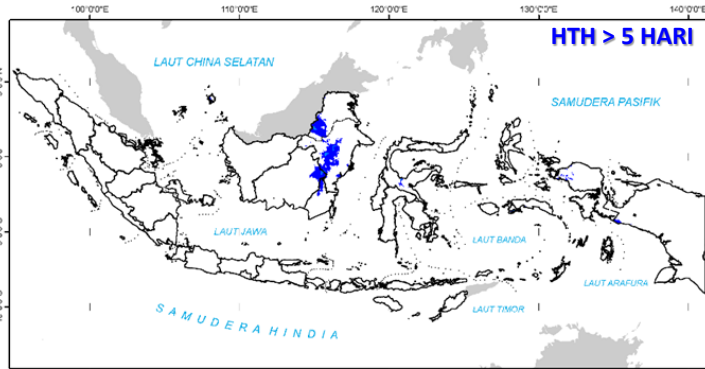 100°0'0"E 110°0'0"E 120°0'0"E 130°0'0"E 140°0'0"E
HTH > 5 HARI
LAUT CHINA SELATAN
SAMUDERA PASIFIK
LAUT JAWA
LAUT BANDA
LAUT ARAFURA
LAUT TIMOR
SAMUDERA HINDIA